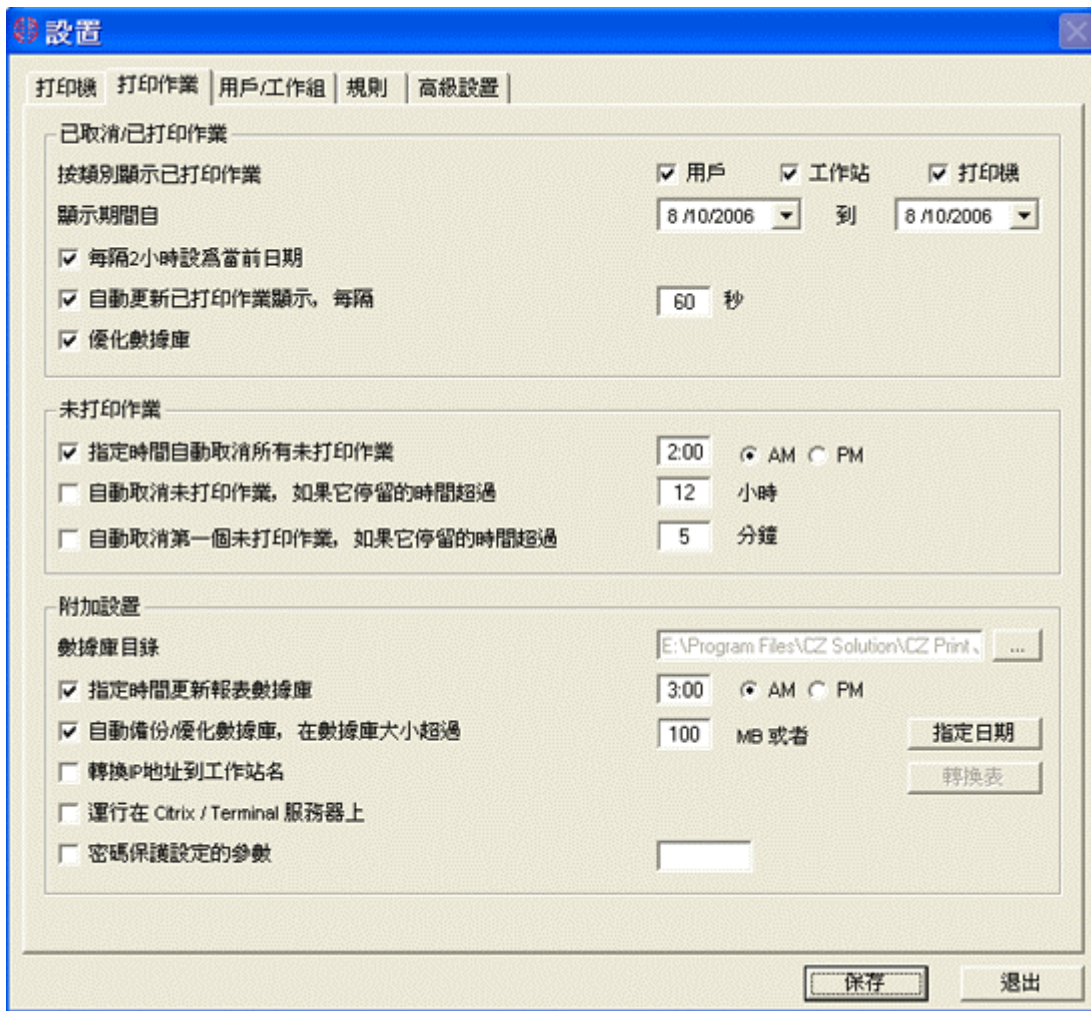 設置
打印機 打印作業 用戶/工作組 規則 高級設置
已取消/已打印作業
按類別顯示已打印作業 用戶 工作站 打印機
顯示期間自 8/10/2006 到 8/10/2006
每隔2小時設爲當前日期
自動更新已打印作業顯示, 每隔 60 秒
優化數據庫
未打印作業
指定時間自動取消所有未打印作業 2:00 AM PM
自動取消未打印作業, 如果它停留的時間超過 12 小時
自動取消第一個未打印作業, 如果它停留的時間超過 5 分鐘
附加設置
數據庫目錄 E:\Program Files\CZ Solution\CZ Print ...
指定時間更新報表數據庫 3:00 AM PM
自動備份/優化數據庫, 在數據庫大小超過 100 MB 或者 指定日期
轉換IP地址到工作站名 轉換表
運行在 Citrix / Terminal 服務器上
密碼保護設定的參數
保存 退出